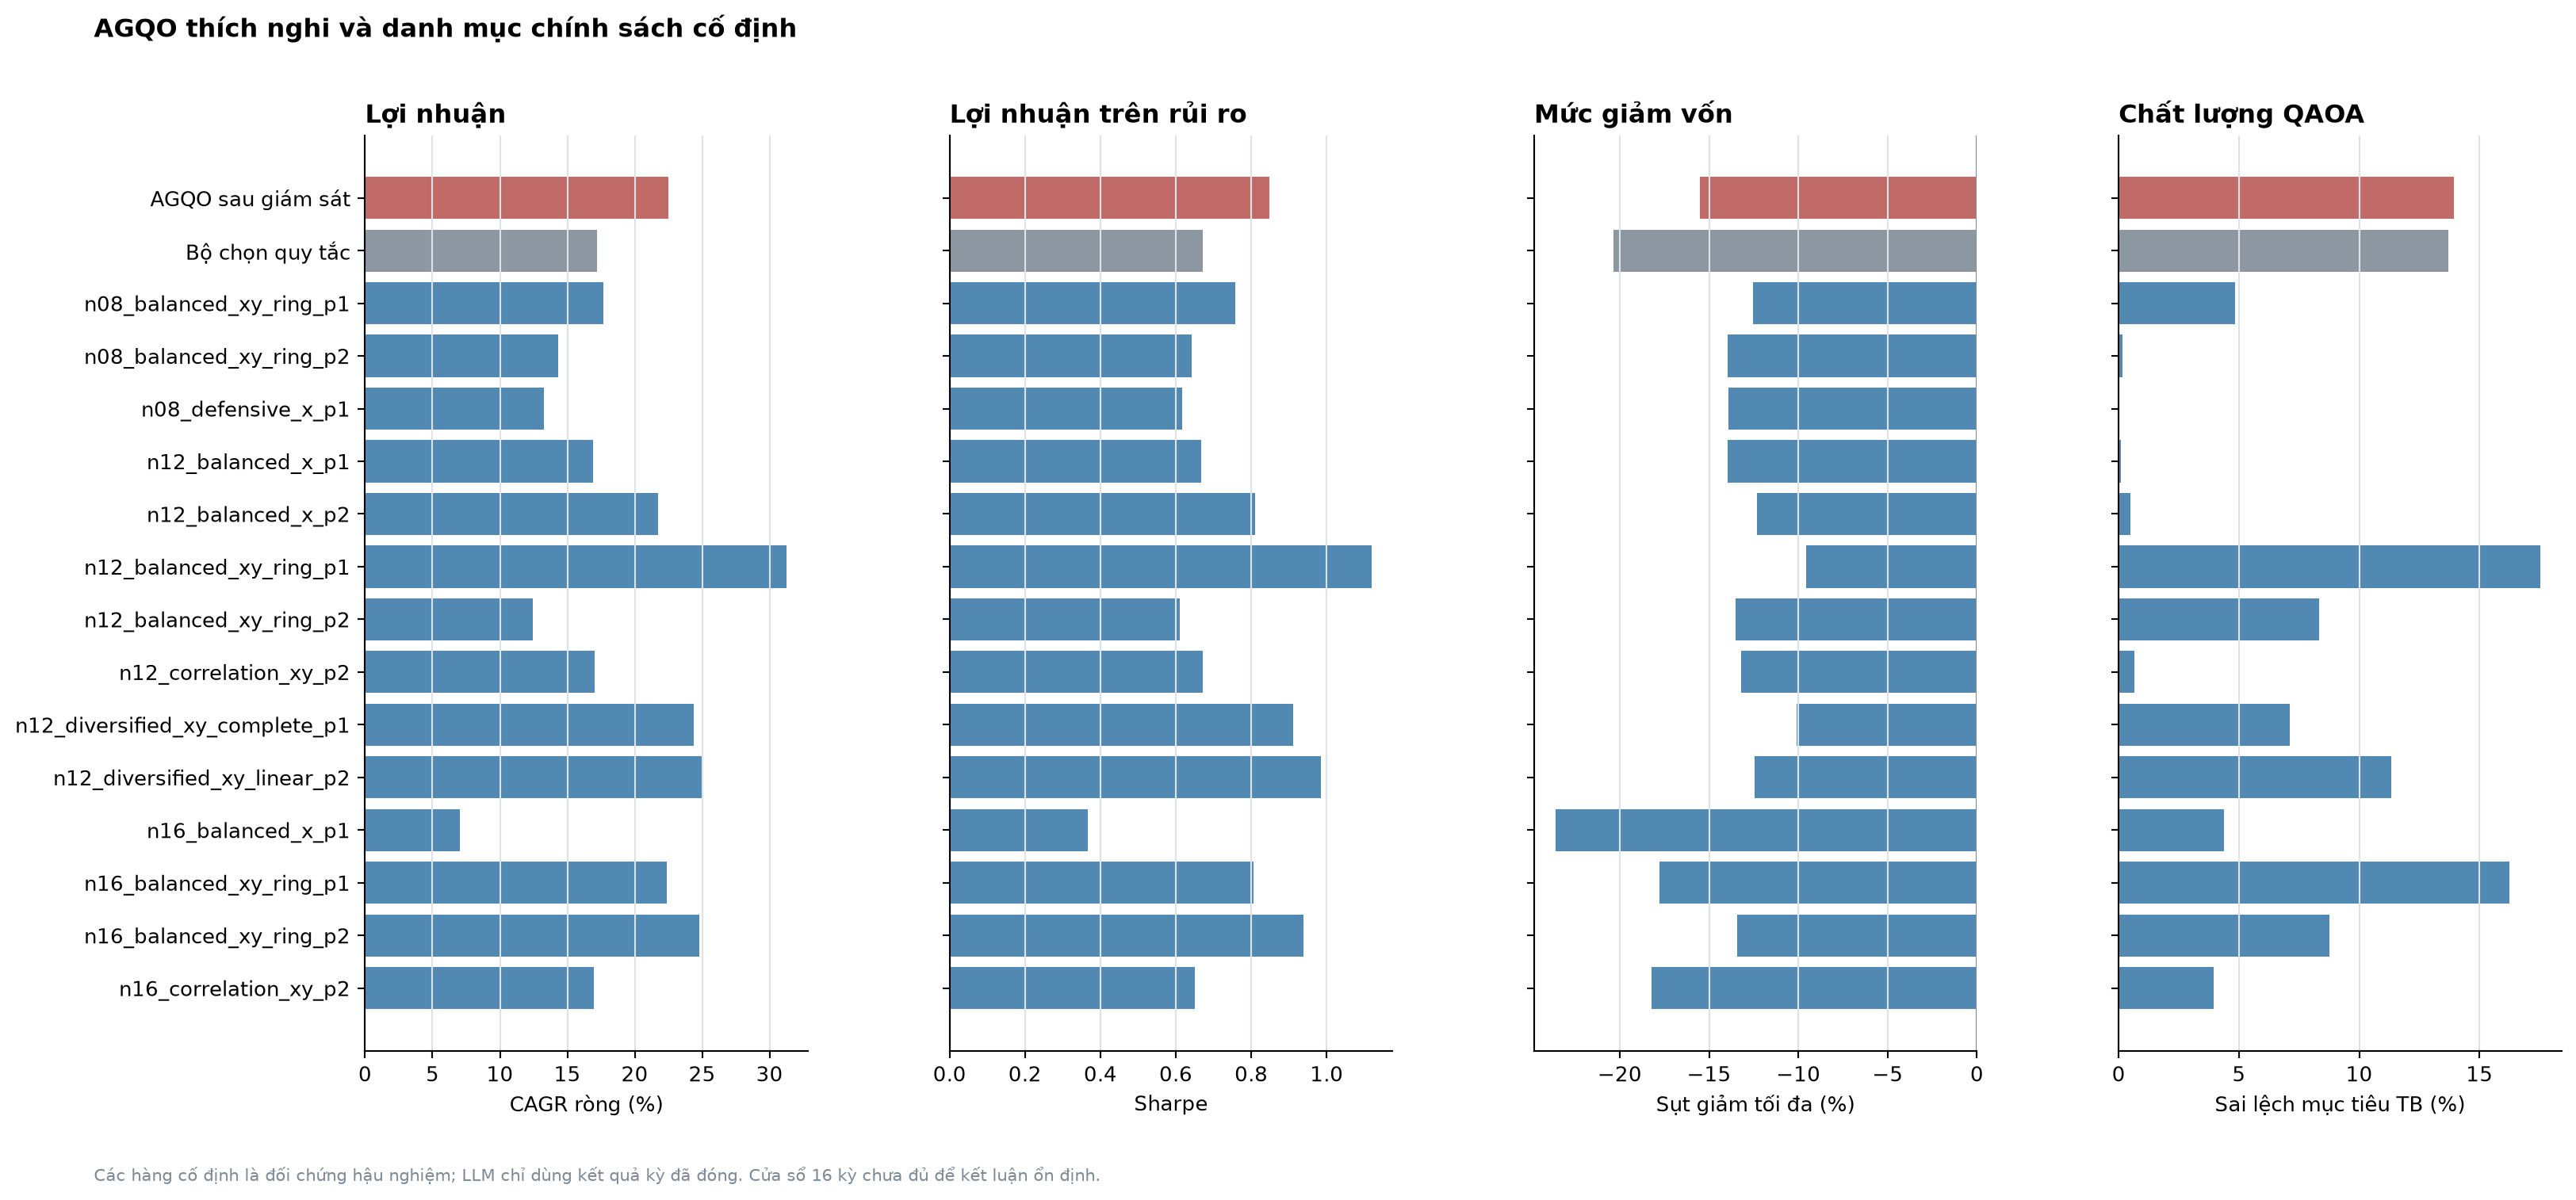 AGQO thích nghi và danh mục chính sách cố định
Lợi nhuận
Lợi nhuận trên rủi ro
Mức giảm vốn
Chất lượng QAOA
AGQO sau giám sát
Bộ chọn quy tắc
n08_balanced_xy_ring_p1
n08_balanced_xy_ring_p2
n08_defensive_x_p1
n12_balanced_x_p1
n12_balanced_x_p2
n12_balanced_xy_ring_p1
n12_balanced_xy_ring_p2
n12_correlation_xy_p2
n12_diversified_xy_complete_p1
n12_diversified_xy_linear_p2
n16_balanced_x_p1
n16_balanced_xy_ring_p1
n16_balanced_xy_ring_p2
n16_correlation_xy_p2
0 5 10 15 20 25 30
0.0 0.2 0.4 0.6 0.8 1.0
−20 −15 −10 −5 0
0 5 10 15
CAGR ròng (%)
Sharpe
Sụt giảm tối đa (%)
Sai lệch mục tiêu TB (%)
Các hàng cố định là đối chứng hậu nghiệm; LLM chỉ dùng kết quả kỳ đã đóng. Cửa sổ 16 kỳ chưa đủ để kết luận ổn định.